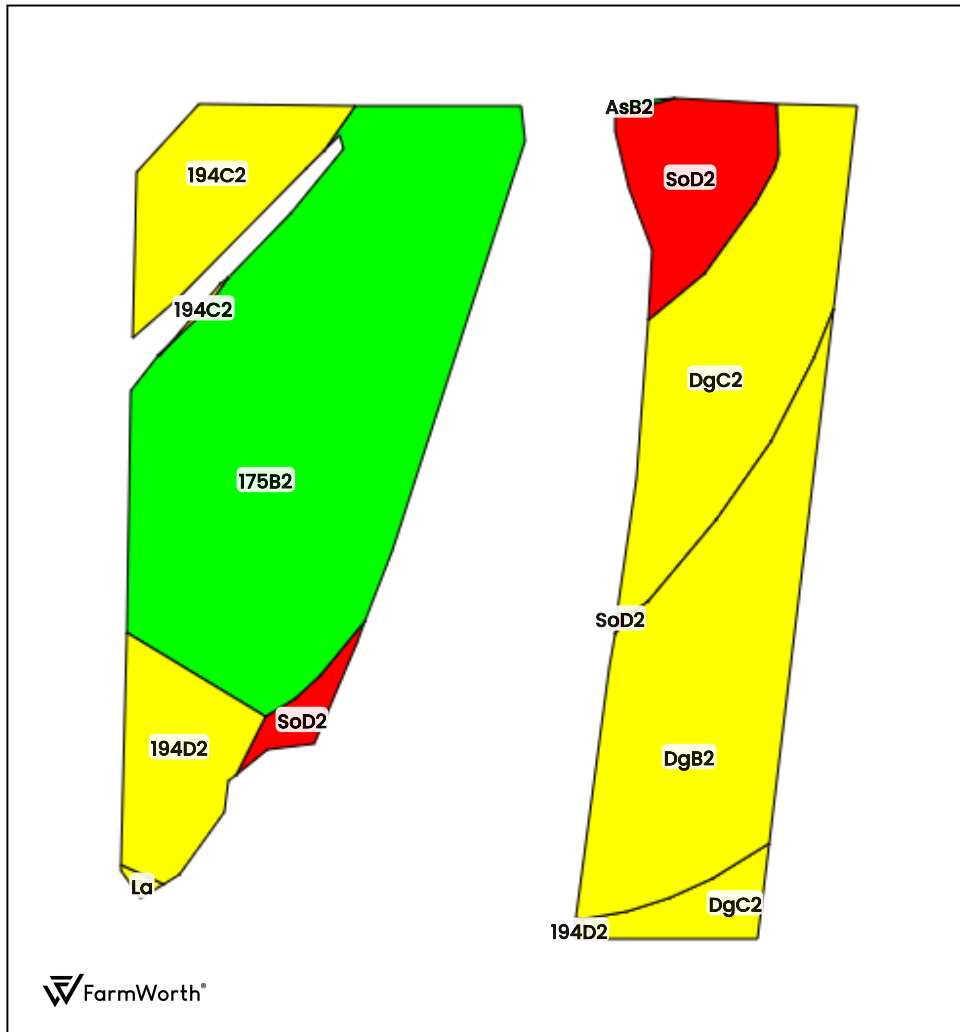 AsB2
194C2
SoD2
194C2
DgC2
175B2
SoD2
SoD2
194D2
DgB2
La
DgC2
194D2
FarmWorth®